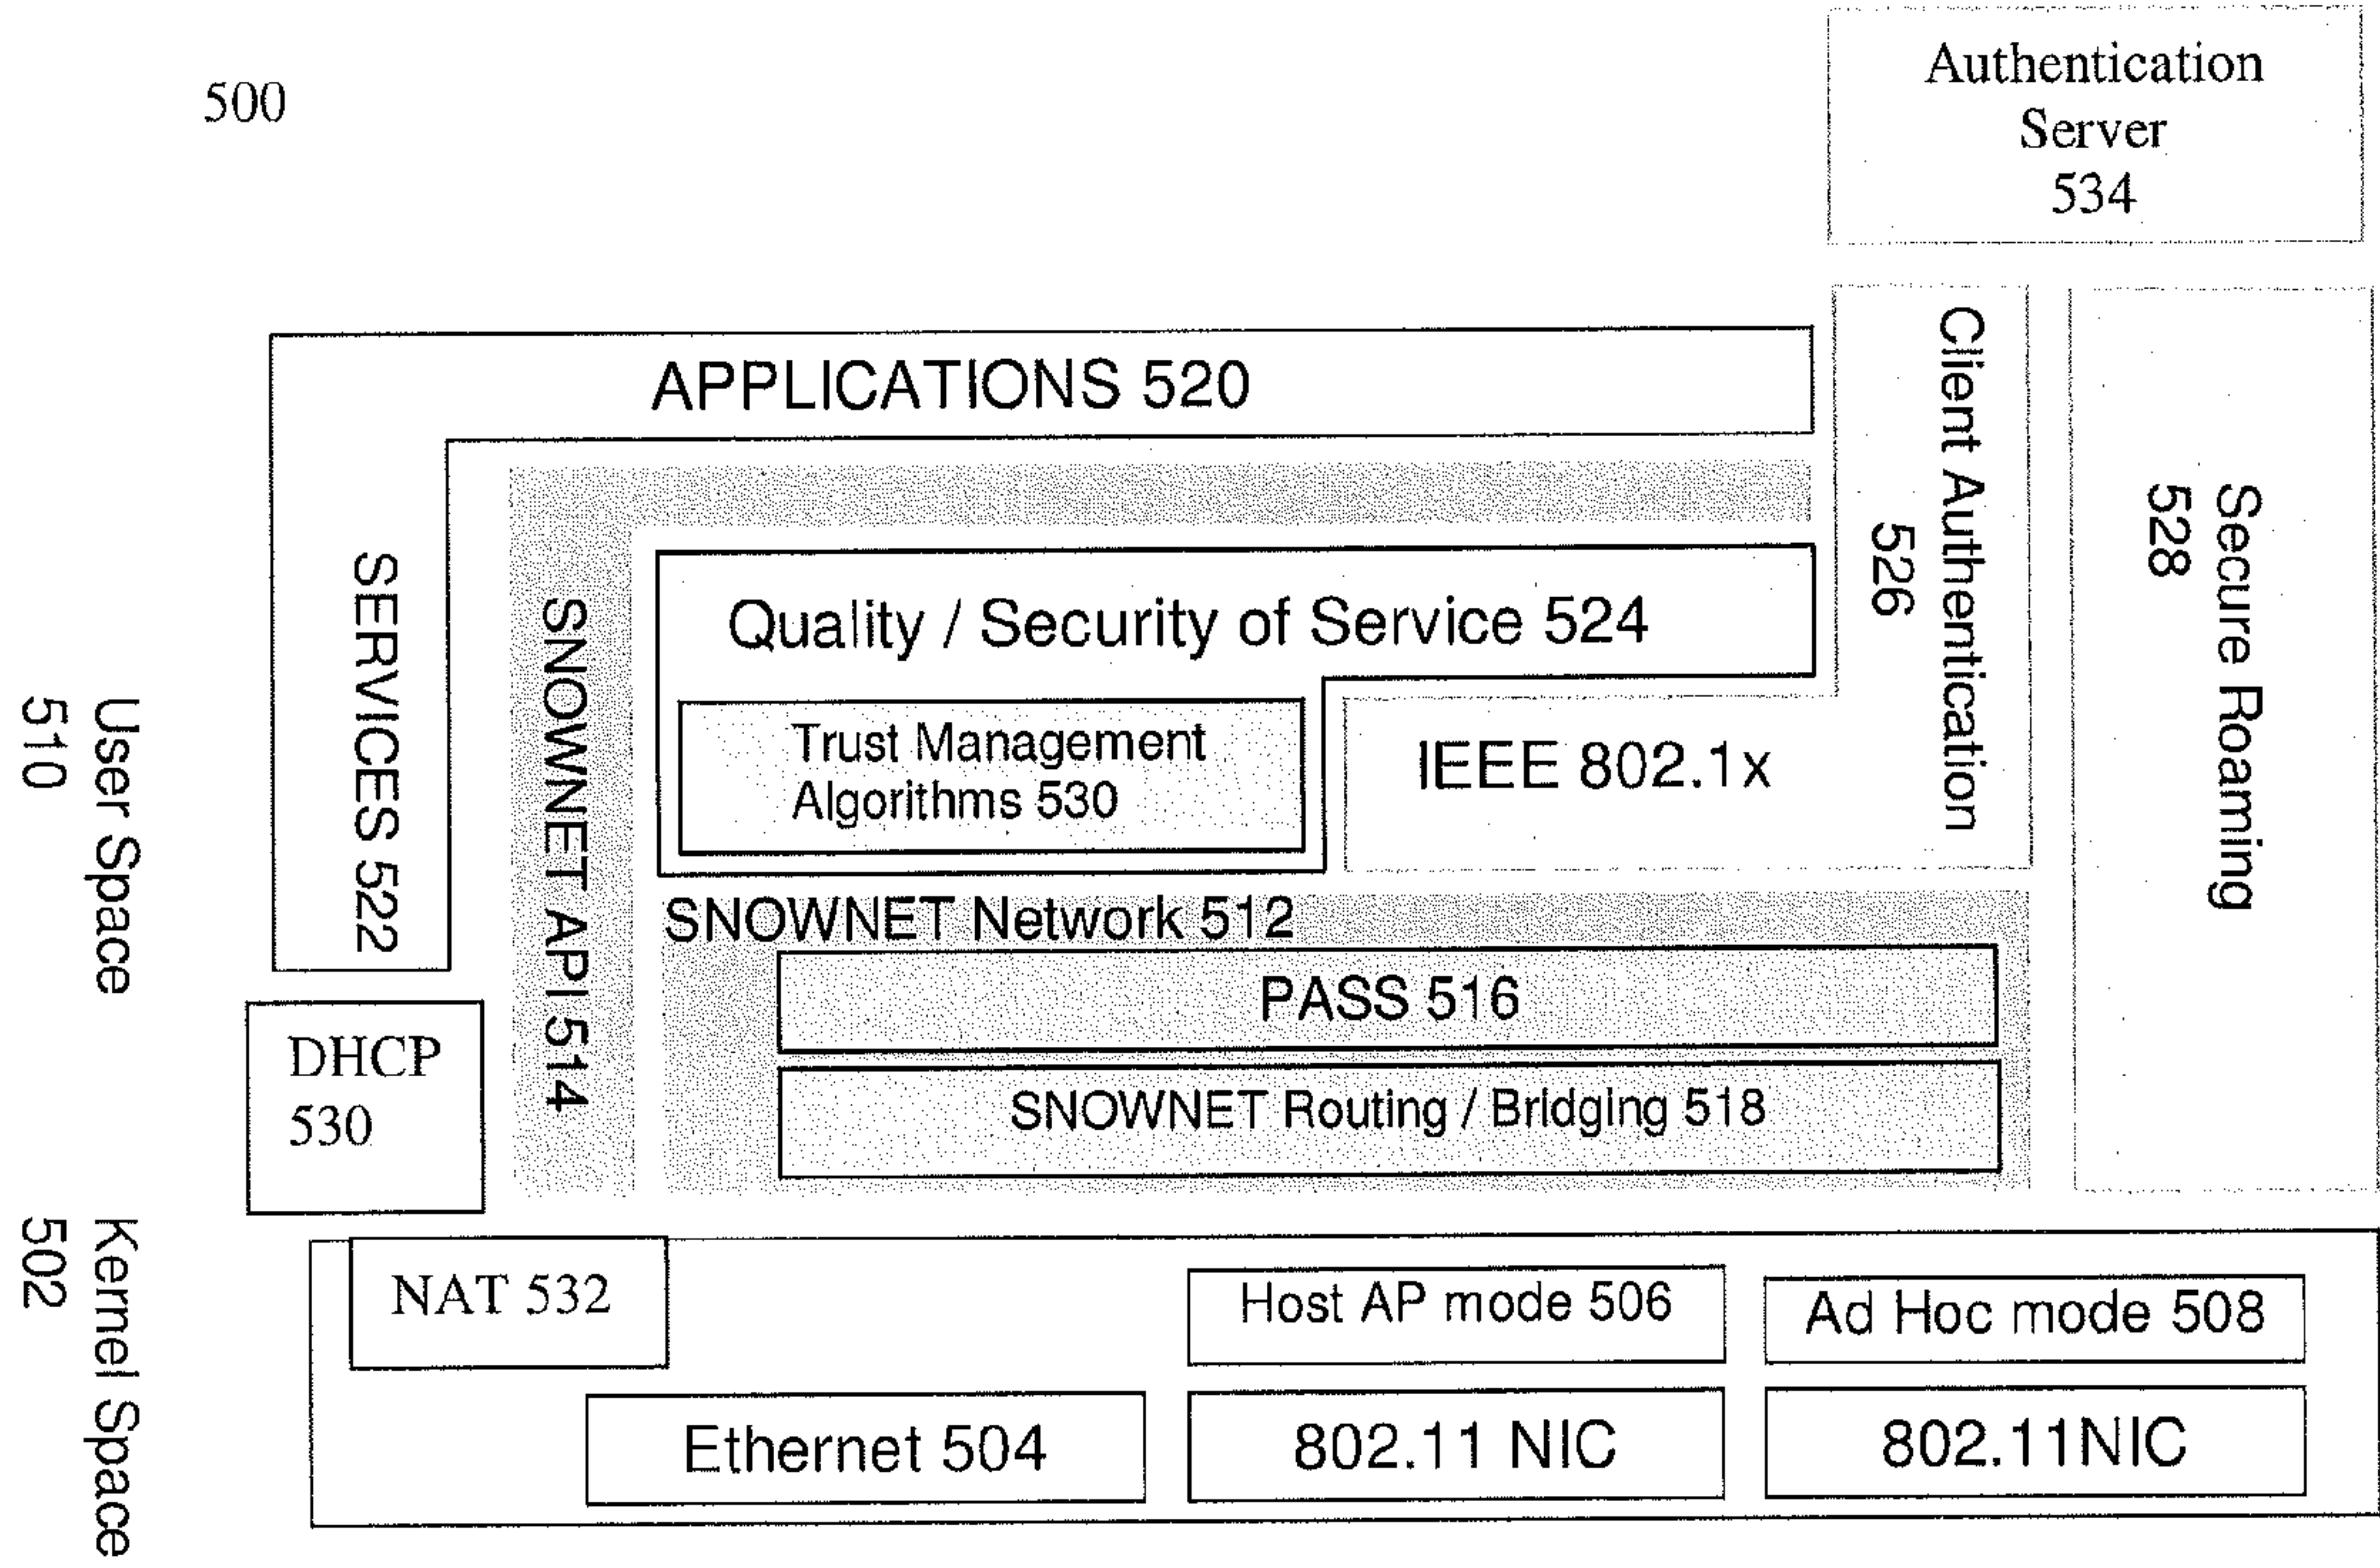 500
Authentication
Server
534
APPLICATIONS 520
Client Authentication
526
Secure Roaming
528
SERVICES 522
SNOWNET API 514
Quality / Security of Service 524
Trust Management
Algorithms 530
IEEE 802.1x
SNOWNET Network 512
PASS 516
SNOWNET Routing / Bridging 518
User Space
510
DHCP
530
Kernel Space
502
NAT 532
Host AP mode 506
Ad Hoc mode 508
Ethernet 504
802.11 NIC
802.11NIC